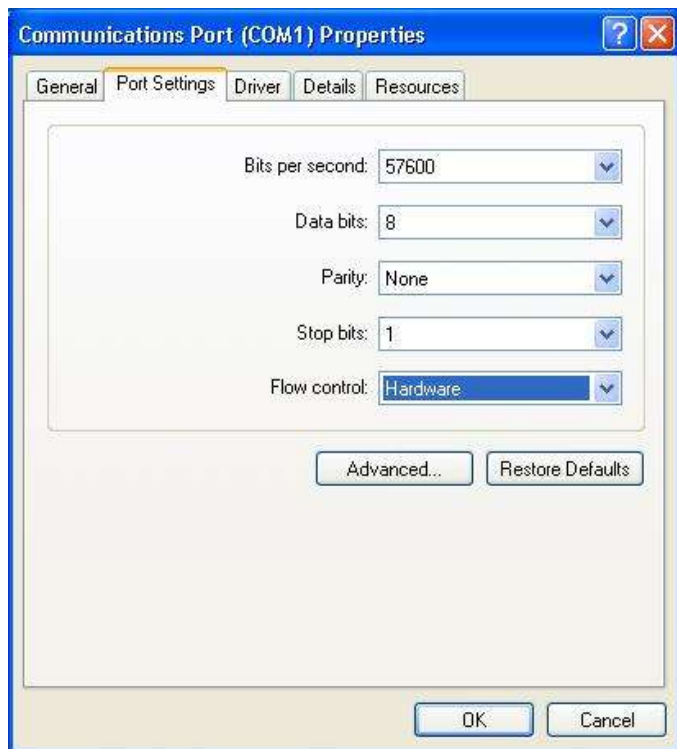 Communications Port (COM1) Properties ?
General Port Settings Driver Details Resources
Bits per second: 57600
Data bits: 8
Parity: None
Stop bits: 1
Flow control: Hardware
Advanced... Restore Defaults
OK Cancel